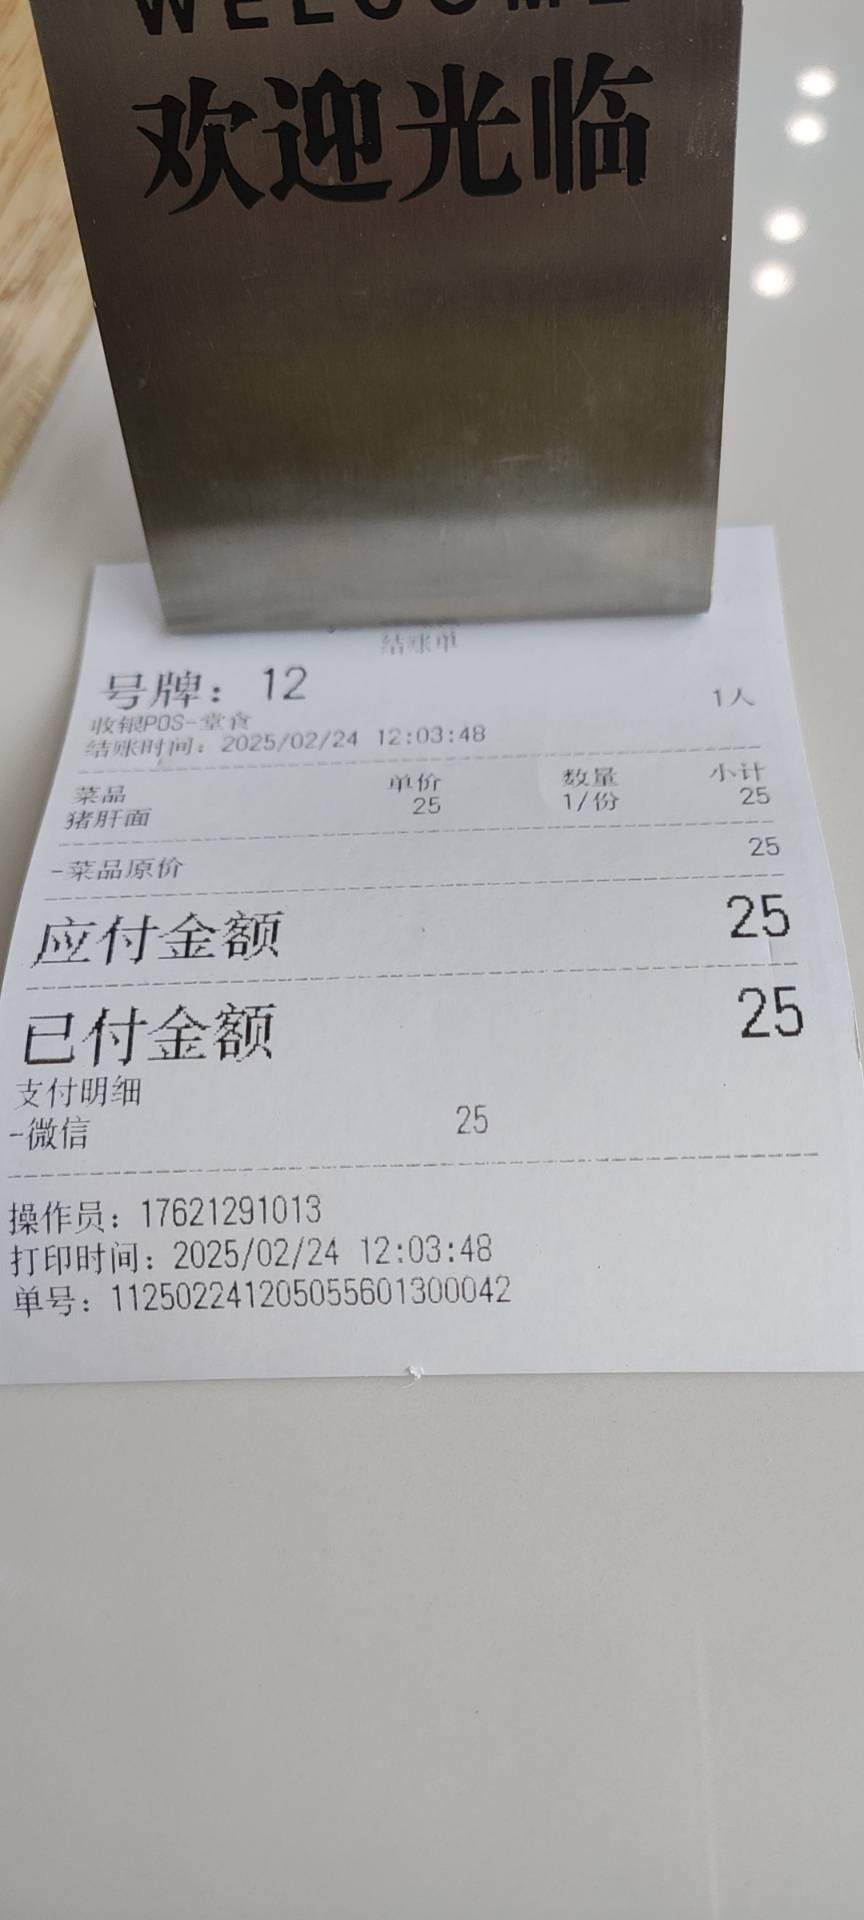 WELCOME
欢迎光临
结账单
号牌：12 1人
收银POS-堂食
结账时间：2025/02/24 12:03:48
菜品 单价 数量 小计
猪肝面 25 1/份 25
-菜品原价 25
应付金额 25
已付金额 25
支付明细
-微信 25
操作员：17621291013
打印时间：2025/02/24 12:03:48
单号：1125022412050556013​00042